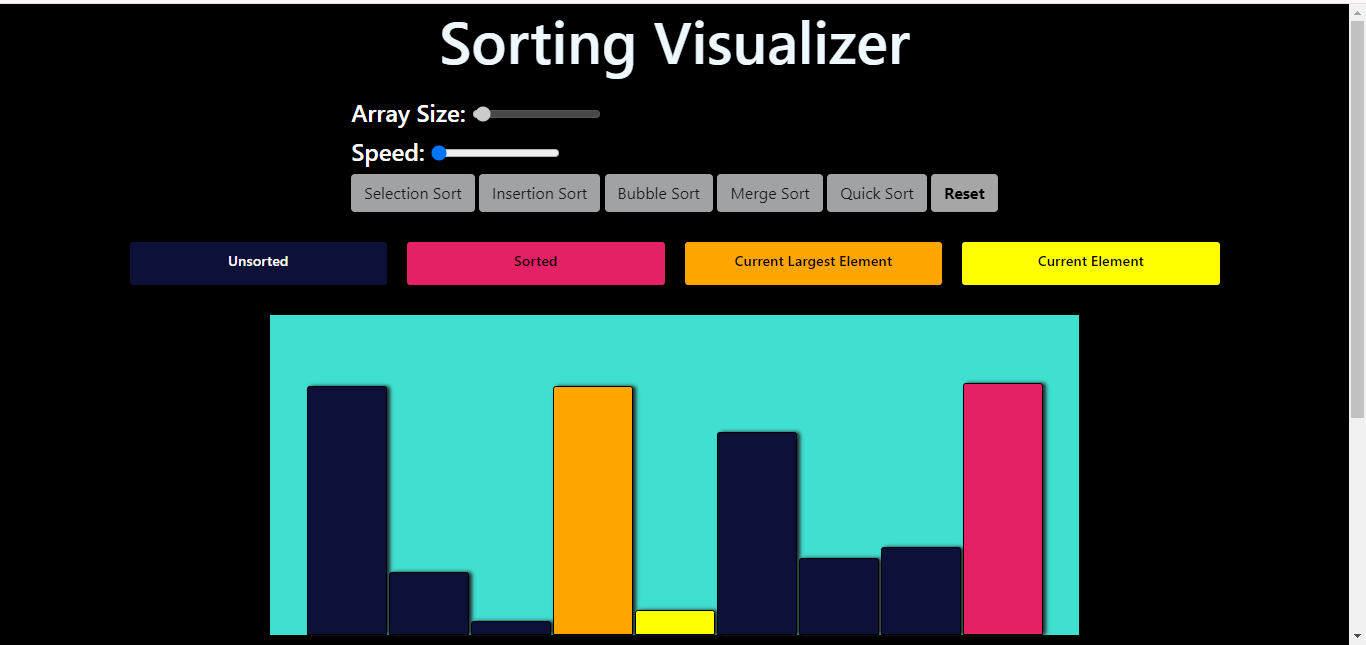 Sorting Visualizer
Array Size:
Speed:
Selection Sort Insertion Sort Bubble Sort Merge Sort Quick Sort Reset
Unsorted Sorted Current Largest Element Current Element